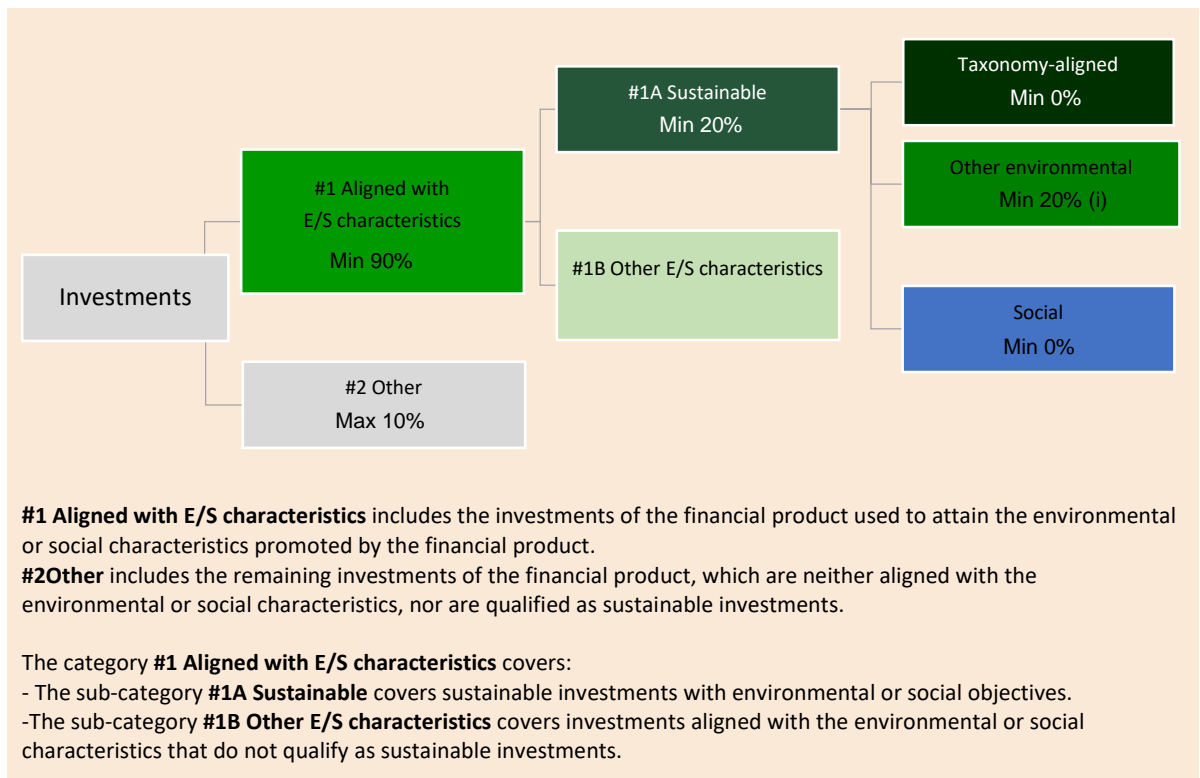 Investments
#1 Aligned with
E/S characteristics
Min 90%
#2 Other
Max 10%
#1A Sustainable
Min 20%
#1B Other E/S characteristics
Taxonomy-aligned
Min 0%
Other environmental
Min 20% (i)
Social
Min 0%
#1 Aligned with E/S characteristics includes the investments of the financial product used to attain the environmental
or social characteristics promoted by the financial product.
#2Other includes the remaining investments of the financial product, which are neither aligned with the
environmental or social characteristics, nor are qualified as sustainable investments.
The category #1 Aligned with E/S characteristics covers:
- The sub-category #1A Sustainable covers sustainable investments with environmental or social objectives.
-The sub-category #1B Other E/S characteristics covers investments aligned with the environmental or social
characteristics that do not qualify as sustainable investments.